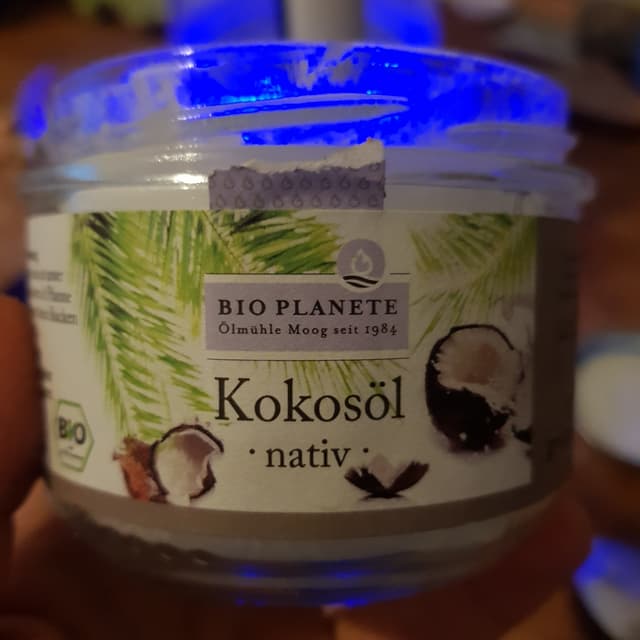 BIO PLANETE
Ölmühle Moog seit 1984
Kokosöl
· nativ ·
BIO